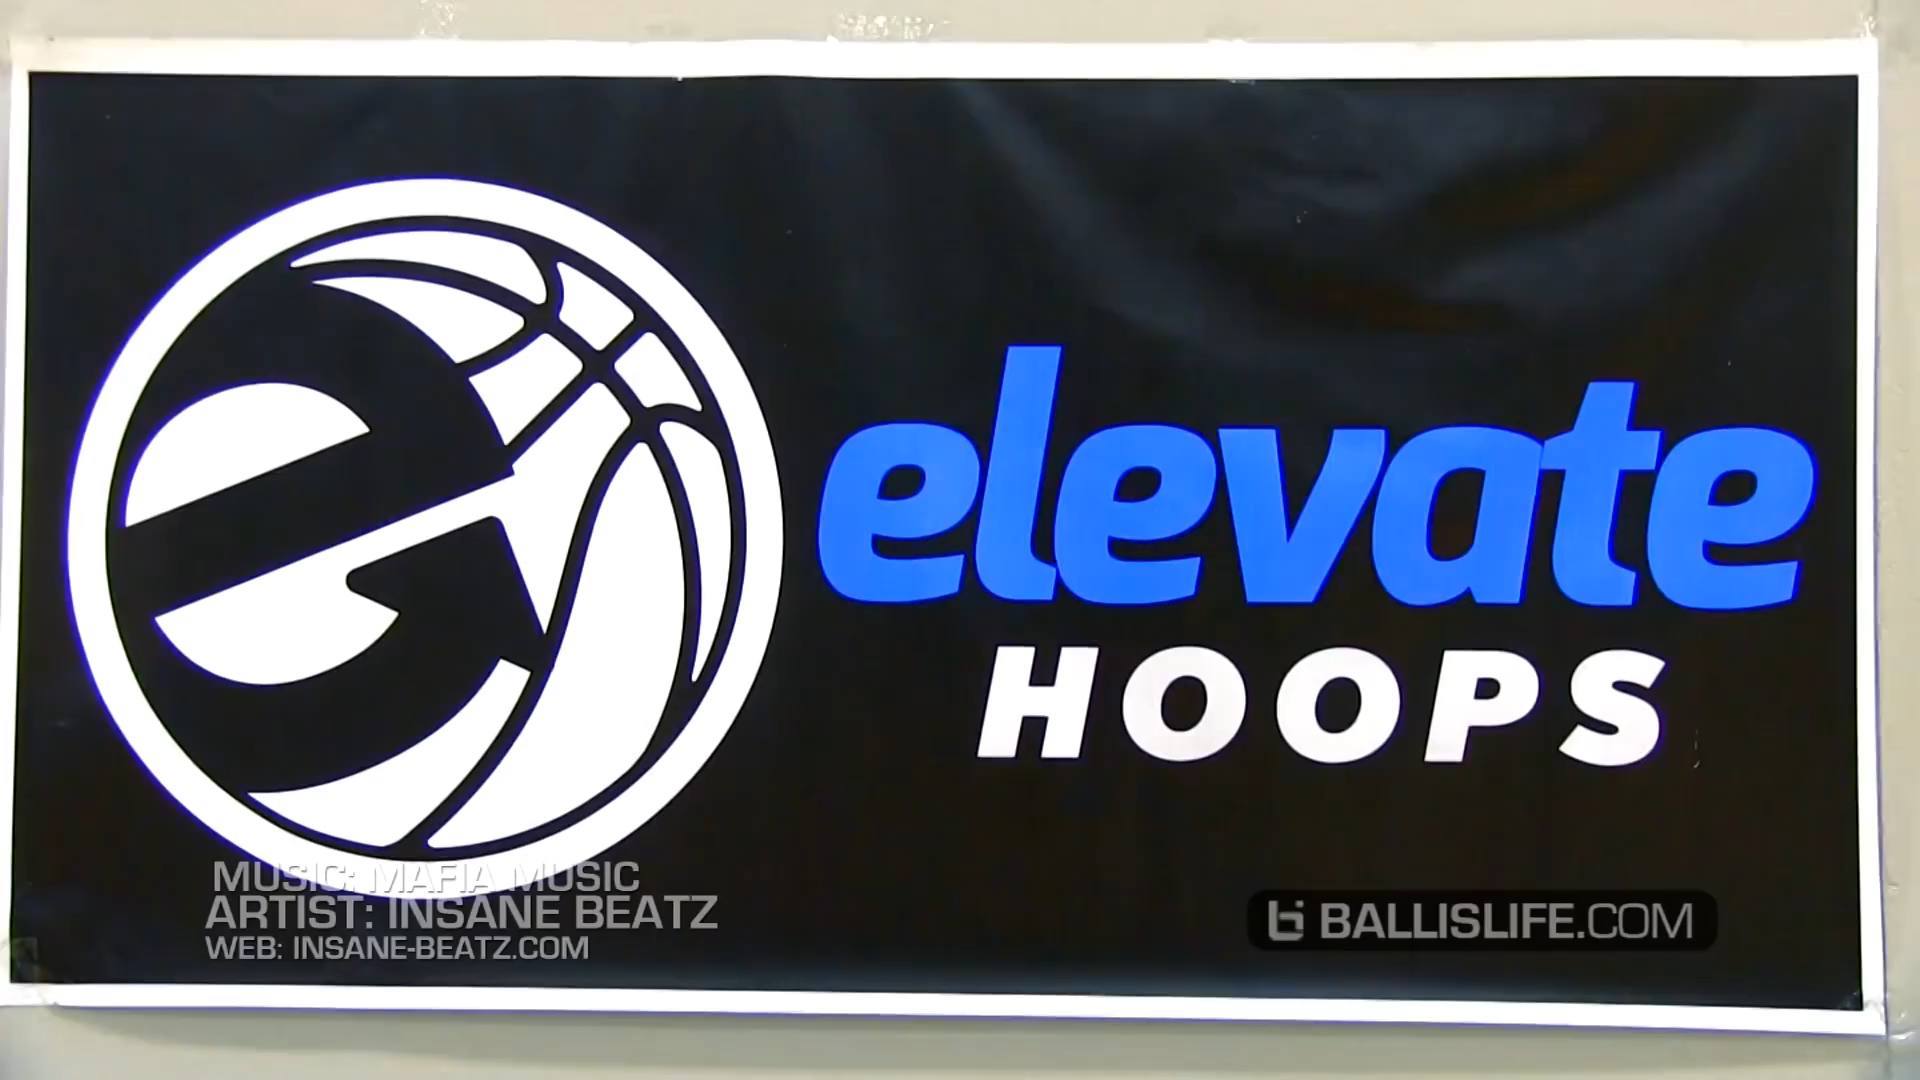 elevate
HOOPS
MUSIC: MAFIA MUSIC
ARTIST: INSANE BEATZ
WEB: INSANE-BEATZ.COM
BALLISLIFE.COM